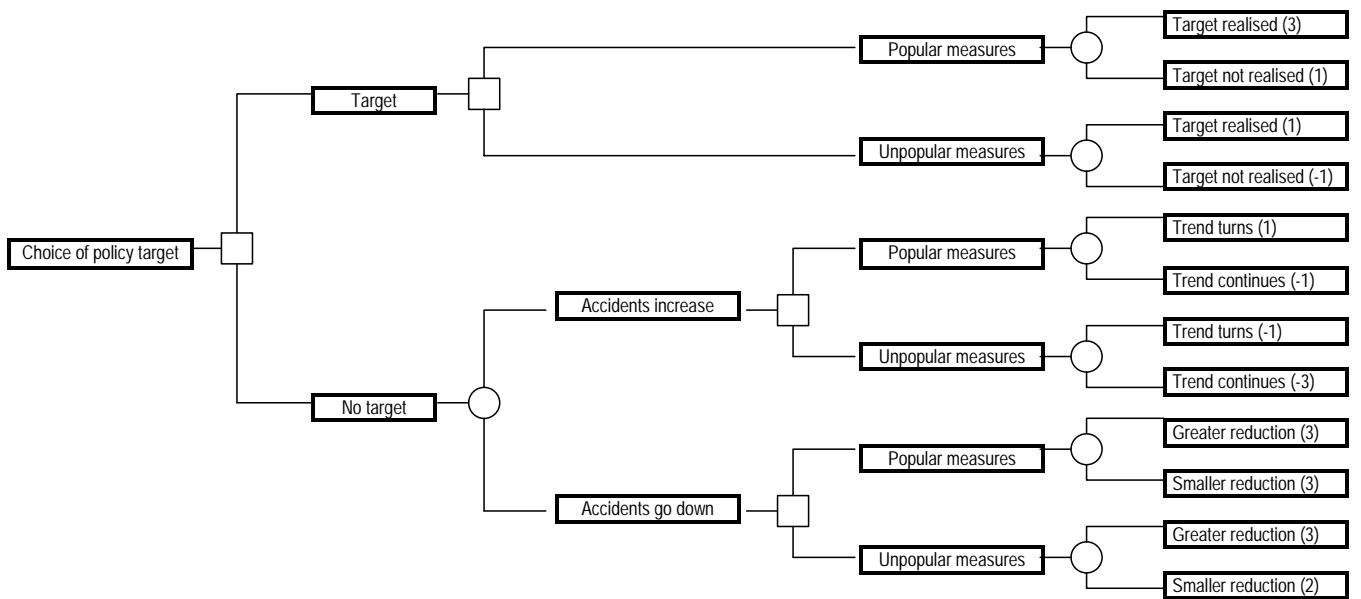 Target realised (3)
Popular measures
Target not realised (1)
Target
Target realised (1)
Unpopular measures
Target not realised (-1)
Trend turns (1)
Choice of policy target
Popular measures
Trend continues (-1)
Accidents increase
Trend turns (-1)
Unpopular measures
Trend continues (-3)
No target
Greater reduction (3)
Popular measures
Smaller reduction (3)
Accidents go down
Greater reduction (3)
Unpopular measures
Smaller reduction (2)